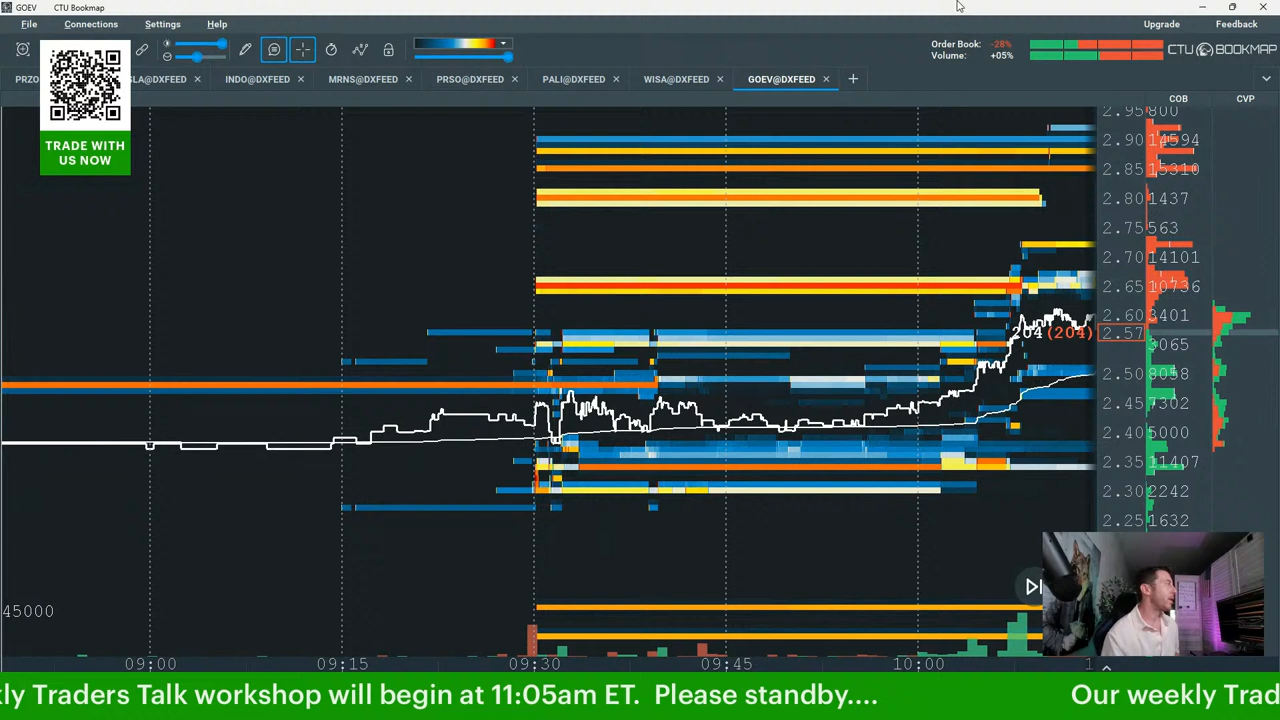 GOEV CTU Bookmap
File Connections Settings Help Upgrade Feedback
Order Book: -28%
Volume: +05%
CTU BOOKMAP
LA@DXFEED INDO@DXFEED MRNS@DXFEED PRSO@DXFEED PALI@DXFEED WISA@DXFEED GOEV@DXFEED
COB CVP
TRADE WITH
US NOW
2.95 800
2.90 14594
2.85 15310
2.80 1437
2.75 563
2.70 14101
2.65 10736
2.60 3401
204 (204) 2.57
3065
2.50 8058
2.45 7302
2.40 5000
2.35 11407
2.30 2242
2.25 1632
45000
09:00 09:15 09:30 09:45 10:00
kly Traders Talk workshop will begin at 11:05am ET. Please standby.... Our weekly Trad